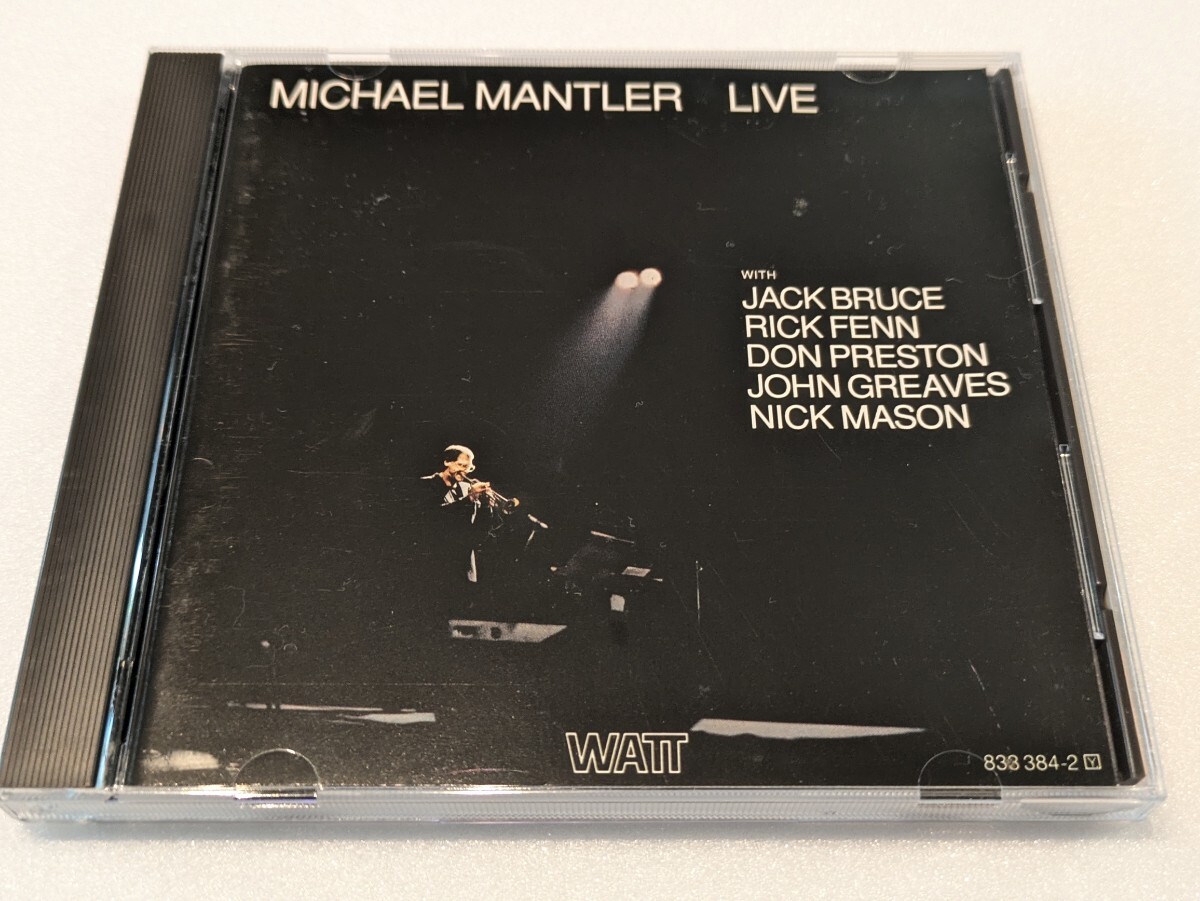 MICHAEL MANTLER LIVE
WITH
JACK BRUCE
RICK FENN
DON PRESTON
JOHN GREAVES
NICK MASON
WATT
833 384-2 Y